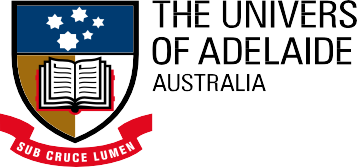 THE UNIVERS
OF ADELAIDE
AUSTRALIA
SUB CRUCE LUMEN